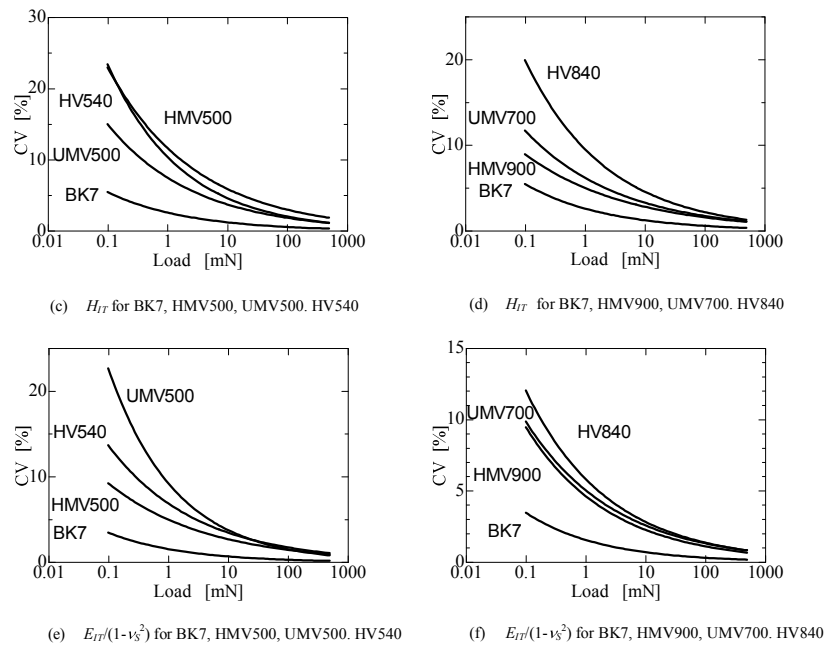 30
20
10
0
CV [%]
HV540
HMV500
UMV500
BK7
0.01 0.1 1 10 100 1000
Load [mN]
(c) H_IT for BK7, HMV500, UMV500. HV540
20
10
0
CV [%]
HV840
UMV700
HMV900
BK7
0.01 0.1 1 10 100 1000
Load [mN]
(d) H_IT for BK7, HMV900, UMV700. HV840
20
10
0
CV [%]
UMV500
HV540
HMV500
BK7
0.01 0.1 1 10 100 1000
Load [mN]
(e) E_IT/(1-ν_S²) for BK7, HMV500, UMV500. HV540
15
10
5
0
CV [%]
UMV700
HV840
HMV900
BK7
0.01 0.1 1 10 100 1000
Load [mN]
(f) E_IT/(1-ν_S²) for BK7, HMV900, UMV700. HV840